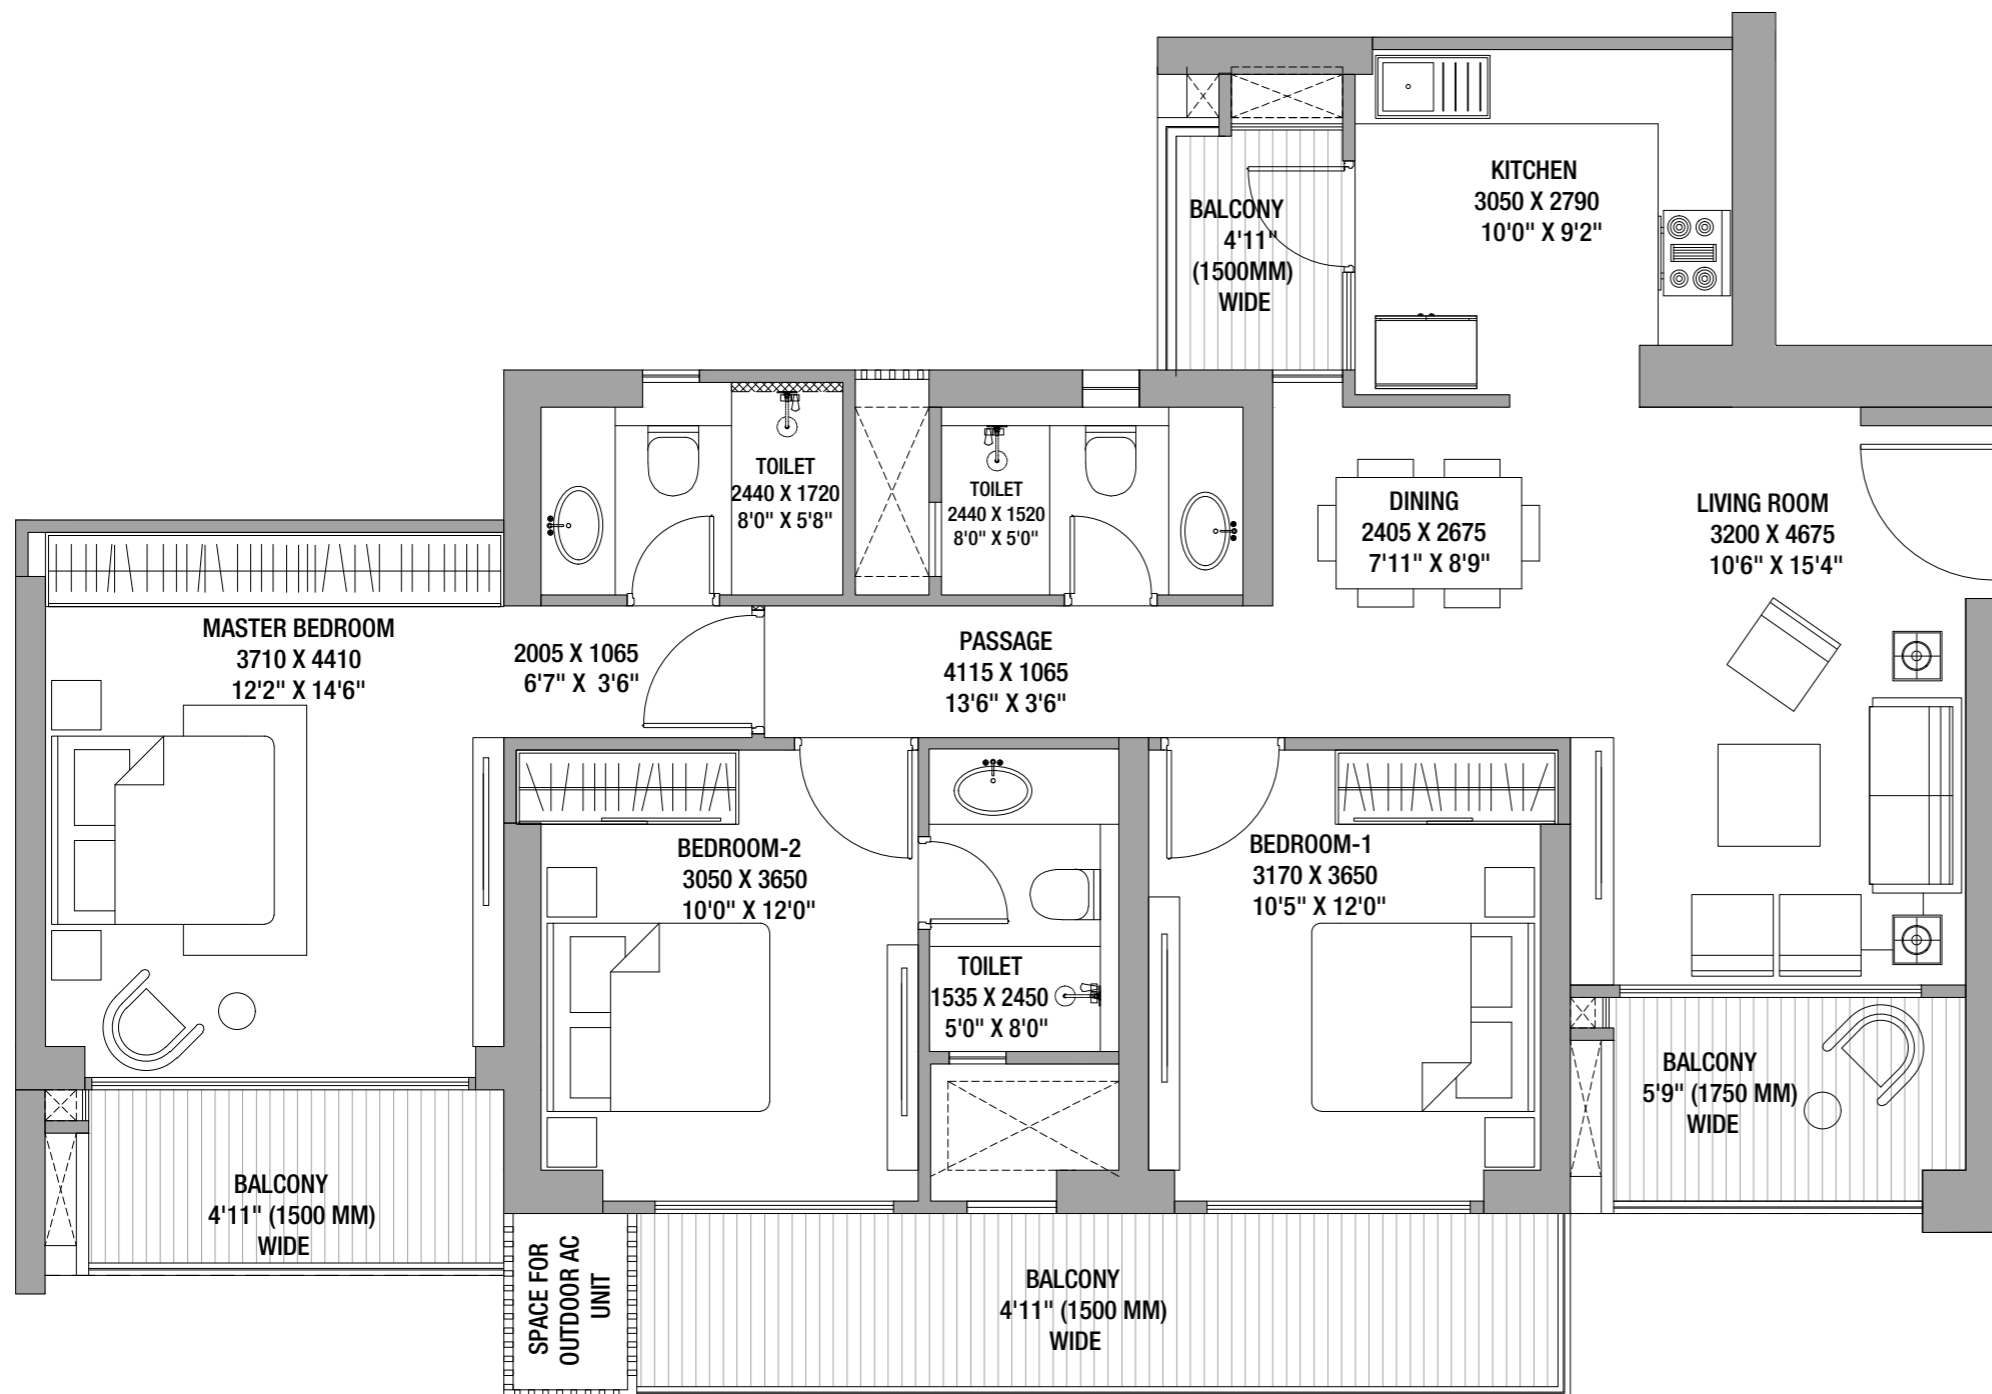 KITCHEN
3050 X 2790
10'0" X 9'2"
BALCONY
4'11"
(1500MM)
WIDE
TOILET
2440 X 1720
8'0" X 5'8"
TOILET
2440 X 1520
8'0" X 5'0"
DINING
2405 X 2675
7'11" X 8'9"
LIVING ROOM
3200 X 4675
10'6" X 15'4"
MASTER BEDROOM
3710 X 4410
12'2" X 14'6"
2005 X 1065
6'7" X 3'6"
PASSAGE
4115 X 1065
13'6" X 3'6"
BEDROOM-2
3050 X 3650
10'0" X 12'0"
BEDROOM-1
3170 X 3650
10'5" X 12'0"
TOILET
1535 X 2450
5'0" X 8'0"
BALCONY
5'9" (1750 MM)
WIDE
BALCONY
4'11" (1500 MM)
WIDE
SPACE FOR
OUTDOOR AC
UNIT
BALCONY
4'11" (1500 MM)
WIDE